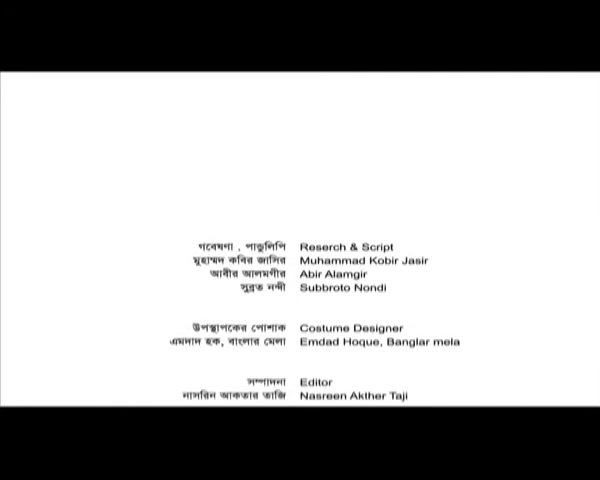 গবেষণা , পান্ডুলিপি Reserch & Script
মুহাম্মদ কবির জাসির Muhammad Kobir Jasir
আবীর আলমগীর Abir Alamgir
সুব্রত নন্দী Subbroto Nondi
উপস্থাপকের পোশাক Costume Designer
এমদাদ হক, বাংলার মেলা Emdad Hoque, Banglar mela
সম্পাদনা Editor
নাসরিন আকতার তাজি Nasreen Akther Taji